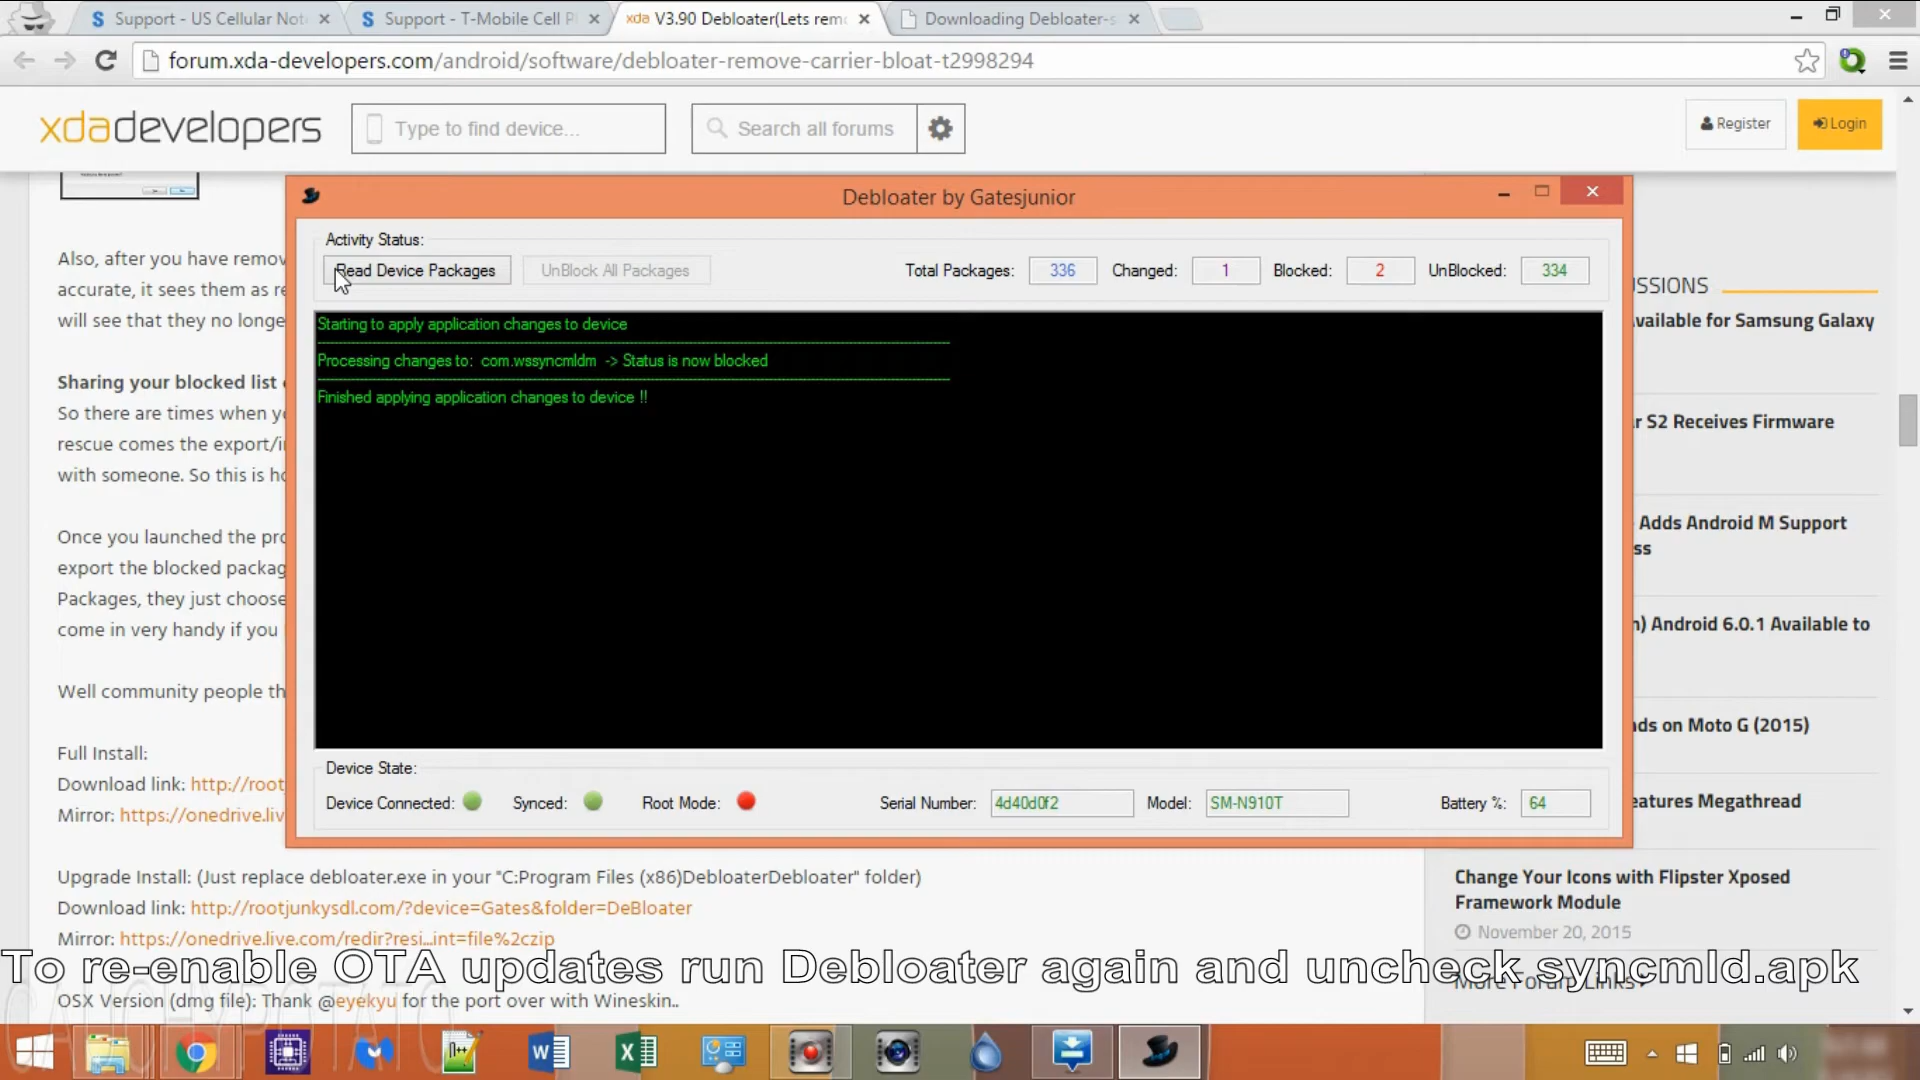 Support - US Cellular Not
Support - T-Mobile Cell P
xda V3.90 Debloater(Lets rem
Downloading Debloater-s
forum.xda-developers.com/android/software/debloater-remove-carrier-bloat-t2998294
xdadevelopers
Type to find device...
Search all forums
Register
Login
Debloater by Gatesjunior
Activity Status:
Read Device Packages
UnBlock All Packages
Total Packages: 336 Changed: 1 Blocked: 2 UnBlocked: 334
Starting to apply application changes to device
Processing changes to: com.wssyncmldm -> Status is now blocked
Finished applying application changes to device !!
Device State:
Device Connected: Synced: Root Mode: Serial Number: 4d40d0f2 Model: SM-N910T Battery %: 64
Also, after you have remov
accurate, it sees them as re
will see that they no longe
Sharing your blocked list
So there are times when y
rescue comes the export/i
with someone. So this is h
Once you launched the pro
export the blocked packag
Packages, they just choose
come in very handy if you
Well community people th
Full Install:
Download link: http://root
Mirror: https://onedrive.liv
Upgrade Install: (Just replace debloater.exe in your "C:Program Files (x86)DebloaterDebloater" folder)
Download link: http://rootjunkysdl.com/?device=Gates&folder=DeBloater
Mirror: https://onedrive.live.com/redir?resi...int=file%2czip
OSX Version (dmg file): Thank @eyekyu for the port over with Wineskin..
SSIONS
vailable for Samsung Galaxy
r S2 Receives Firmware
Adds Android M Support
ss
) Android 6.0.1 Available to
ds on Moto G (2015)
eatures Megathread
Change Your Icons with Flipster Xposed
Framework Module
November 20, 2015
More Forum Links
To re-enable OTA updates run Debloater again and uncheck syncmld.apk